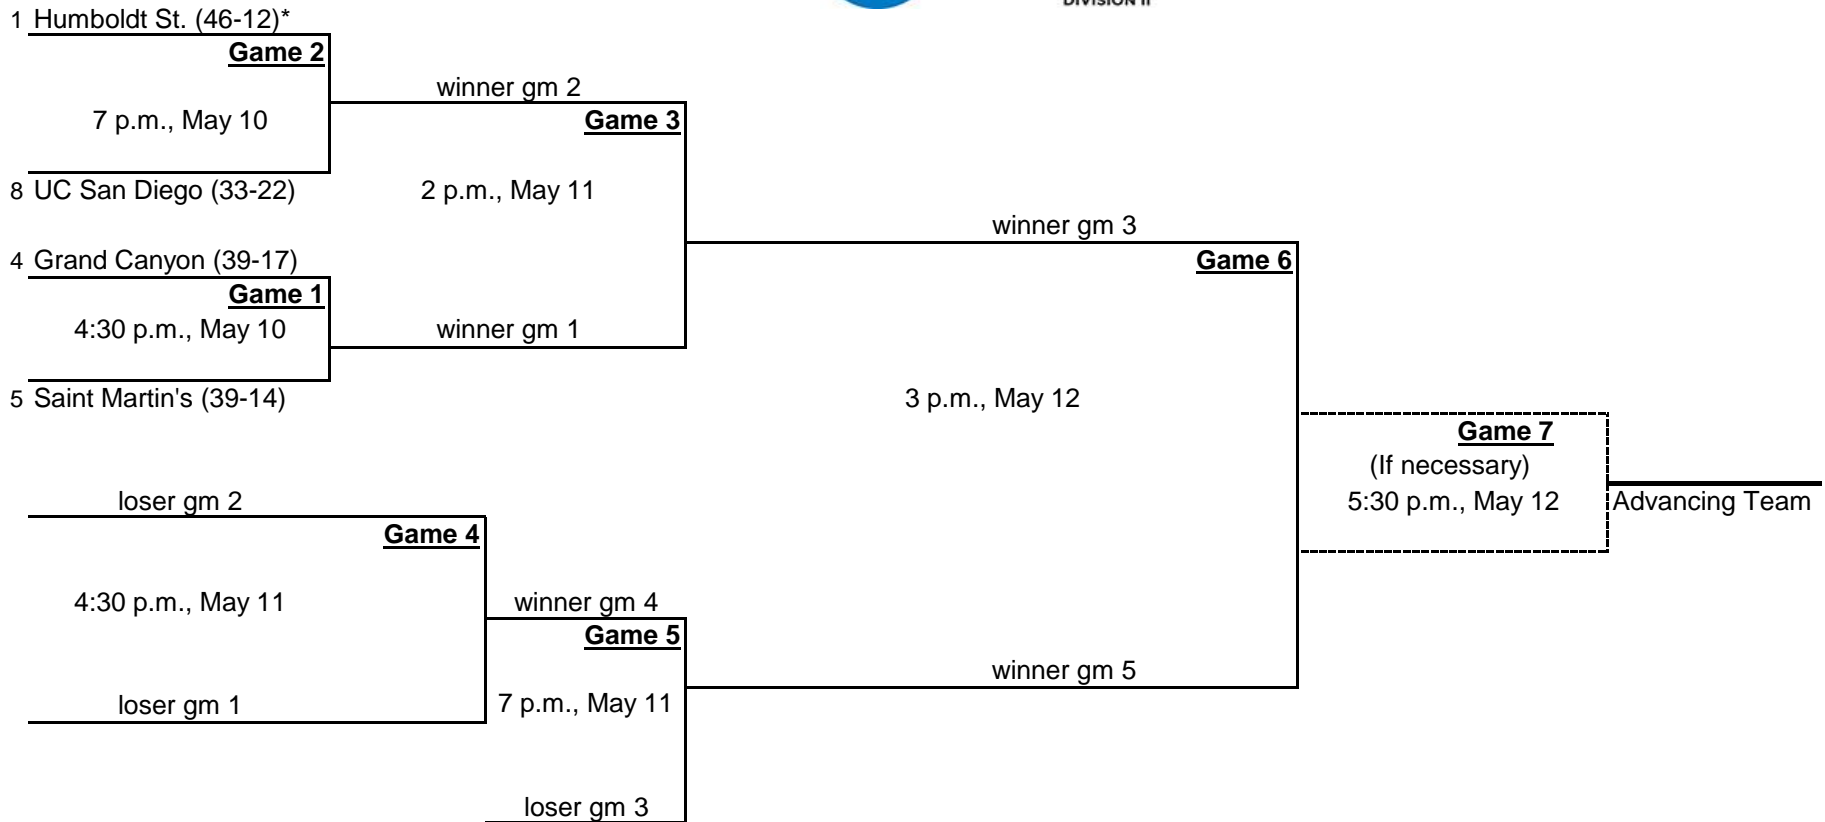 DIVISION II
1 Humboldt St. (46-12)*
Game 2
winner gm 2
7 p.m., May 10
Game 3
8 UC San Diego (33-22)
2 p.m., May 11
winner gm 3
4 Grand Canyon (39-17)
Game 6
Game 1
4:30 p.m., May 10
winner gm 1
5 Saint Martin's (39-14)
3 p.m., May 12
Game 7
(If necessary)
5:30 p.m., May 12
Advancing Team
loser gm 2
Game 4
4:30 p.m., May 11
winner gm 4
Game 5
winner gm 5
loser gm 1
7 p.m., May 11
loser gm 3